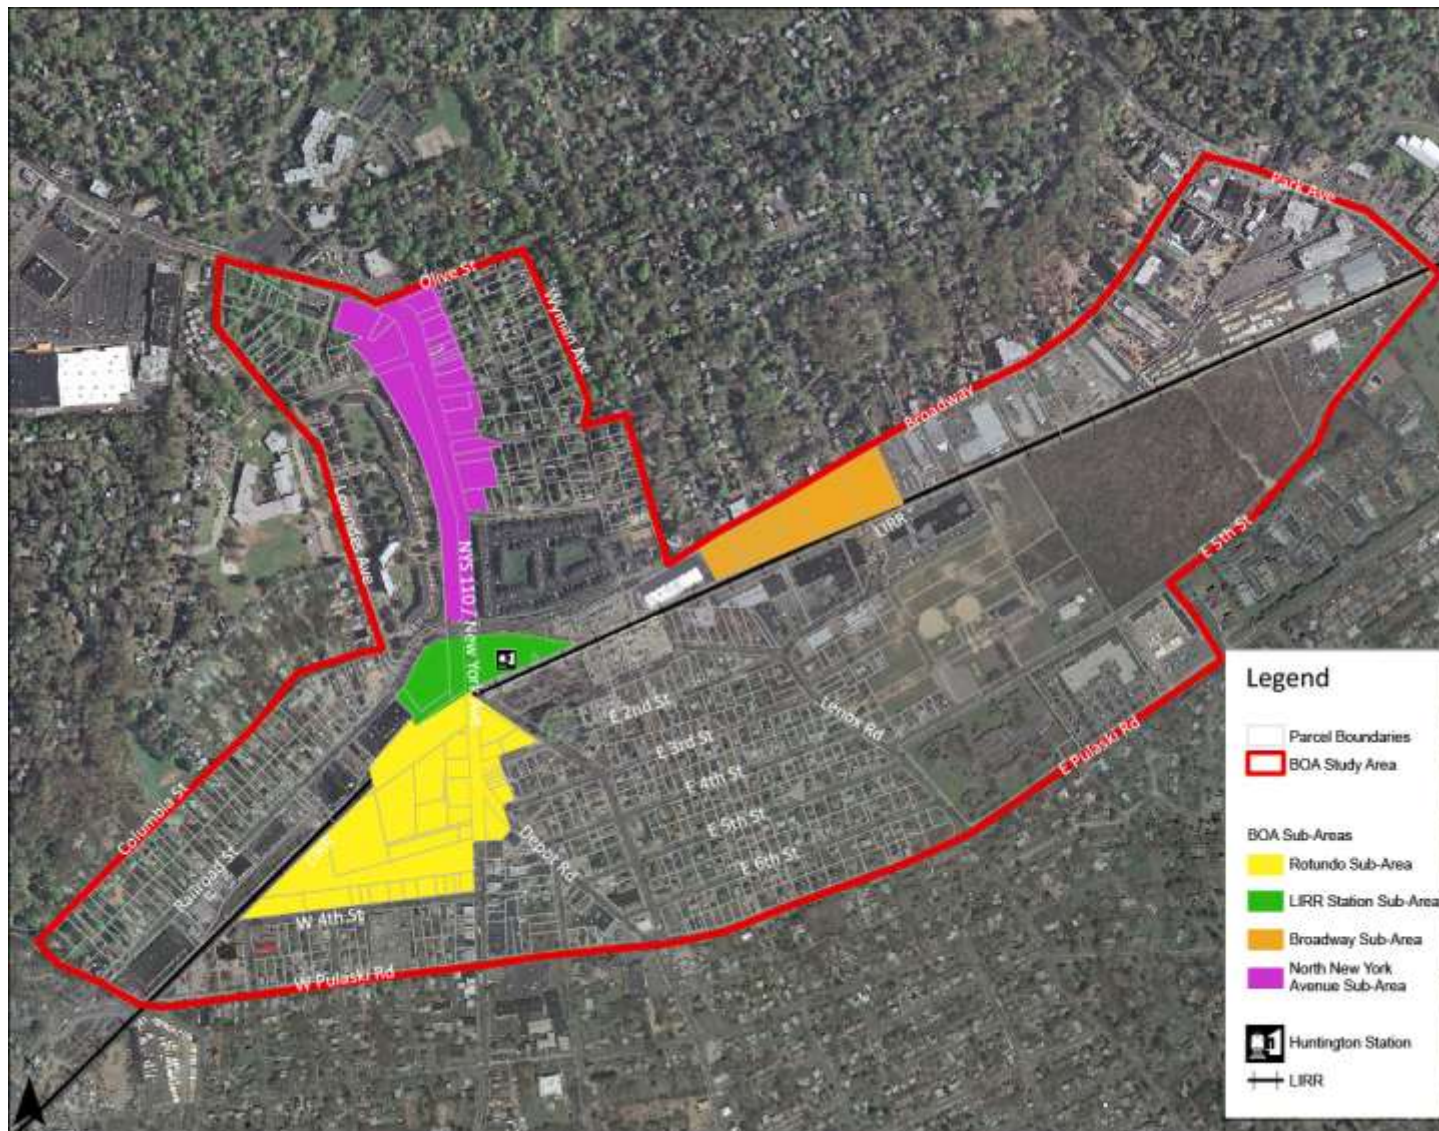 Park Ave
Olive St
Wyman Ave
Broadway
Lowndes Ave
LIRR
E 5th St
NYS 110 / New York Ave
E 2nd St
Lenox Rd
E 3rd St
E Pulaski Rd
E 4th St
Columbia St
E 5th St
Depot Rd
Railroad St
E 6th St
W 4th St
W Pulaski Rd
Legend
Parcel Boundaries
BOA Study Area
BOA Sub-Areas
Rotundo Sub-Area
LIRR Station Sub-Area
Broadway Sub-Area
North New York
Avenue Sub-Area
Huntington Station
LIRR